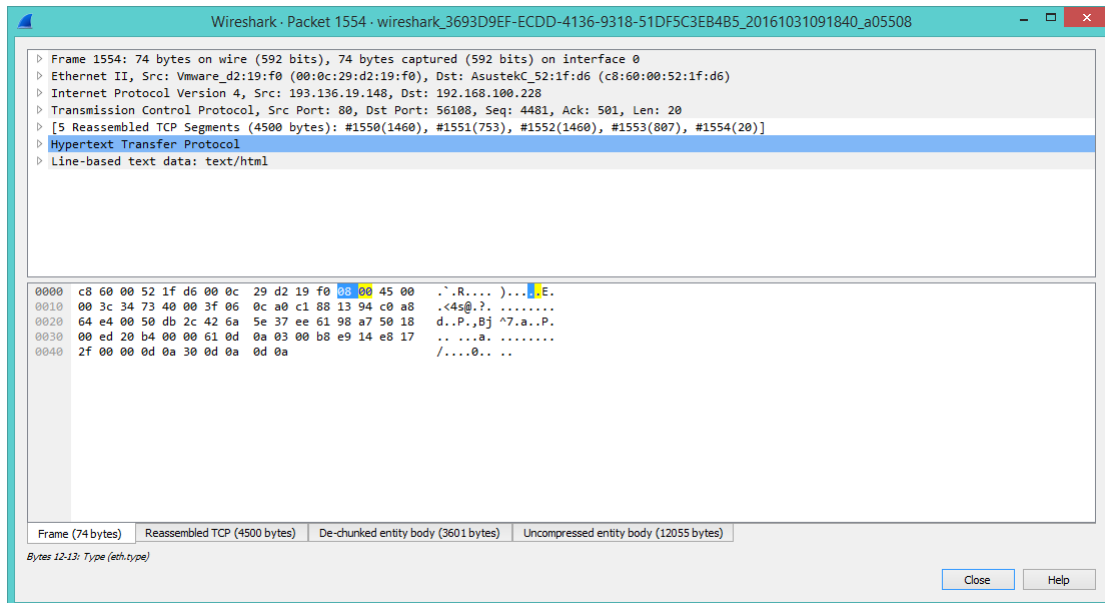 Wireshark · Packet 1554 · wireshark_3693D9EF-ECDD-4136-9318-51DF5C3EB4B5_20161031091840_a05508
Frame 1554: 74 bytes on wire (592 bits), 74 bytes captured (592 bits) on interface 0
Ethernet II, Src: Vmware_d2:19:f0 (00:0c:29:d2:19:f0), Dst: AsustekC_52:1f:d6 (c8:60:00:52:1f:d6)
Internet Protocol Version 4, Src: 193.136.19.148, Dst: 192.168.100.228
Transmission Control Protocol, Src Port: 80, Dst Port: 56108, Seq: 4481, Ack: 501, Len: 20
[5 Reassembled TCP Segments (4500 bytes): #1550(1460), #1551(753), #1552(1460), #1553(807), #1554(20)]
Hypertext Transfer Protocol
Line-based text data: text/html
0000 c8 60 00 52 1f d6 00 0c 29 d2 19 f0 08 00 45 00 .`.R.... ).....E.
0010 00 3c 34 73 40 00 3f 06 0c a0 c1 88 13 94 c0 a8 .<4s@.?. ........
0020 64 e4 00 50 db 2c 42 6a 5e 37 ee 61 98 a7 50 18 d..P.,Bj ^7.a..P.
0030 00 ed 20 b4 00 00 61 0d 0a 03 00 b8 e9 14 e8 17 .. ...a. ........
0040 2f 00 00 0d 0a 30 0d 0a 0d 0a /....0.. ..
Frame (74 bytes) Reassembled TCP (4500 bytes) De-chunked entity body (3601 bytes) Uncompressed entity body (12055 bytes)
Bytes 12-13: Type (eth.type)
Close Help